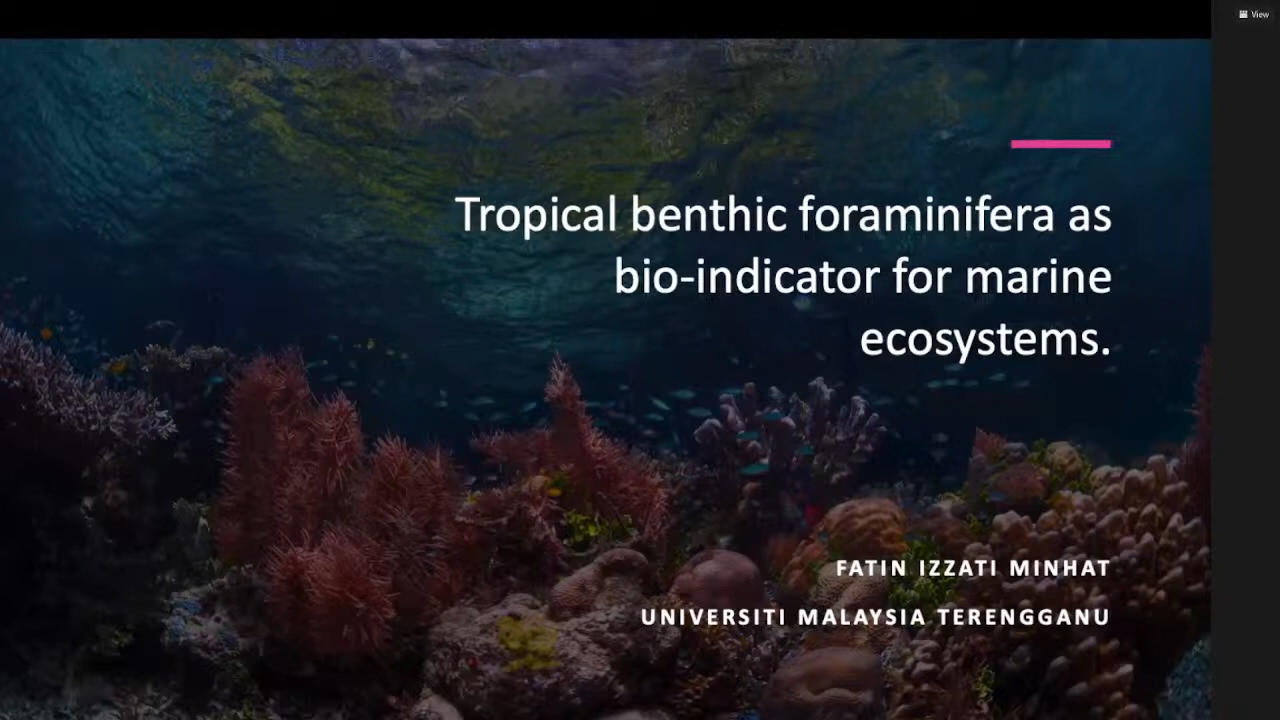 View
Tropical benthic foraminifera as
bio-indicator for marine
ecosystems.
FATIN IZZATI MINHAT
UNIVERSITI MALAYSIA TERENGGANU